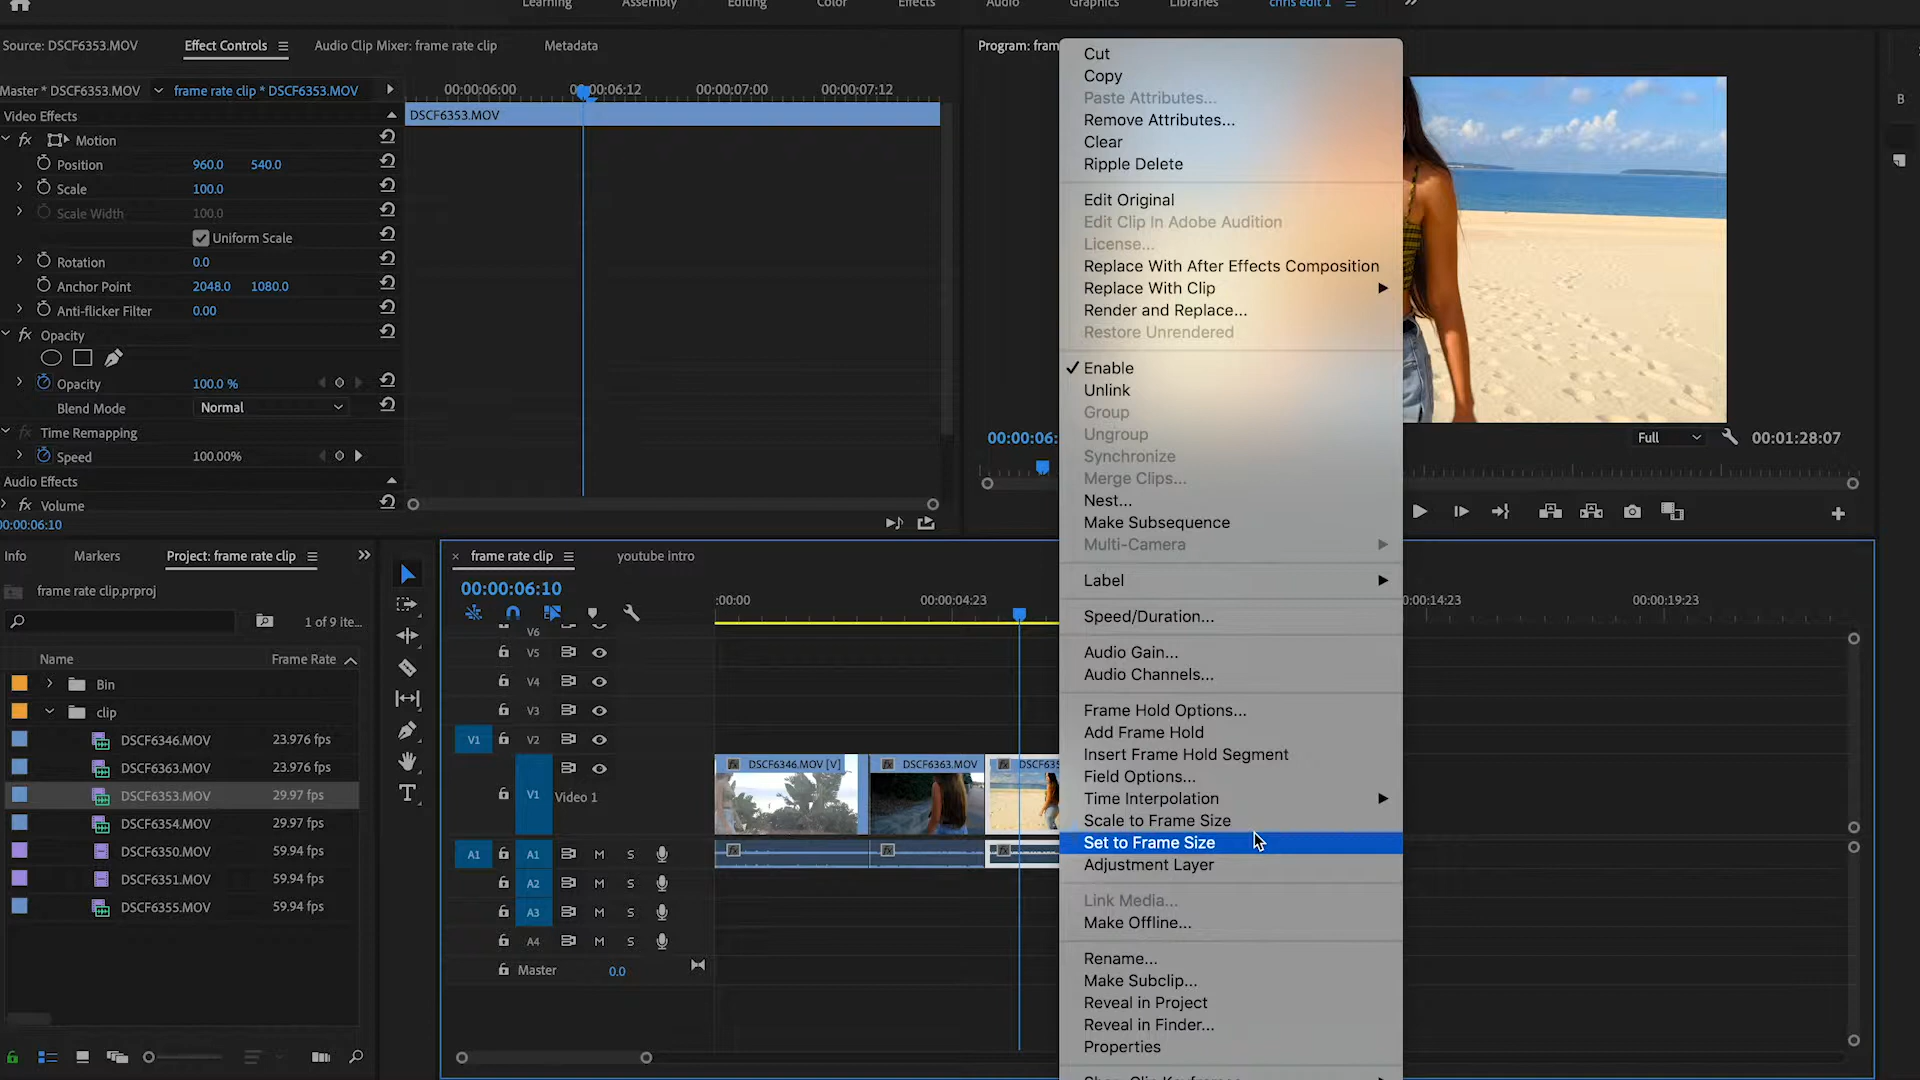 Learning
Assembly
Editing
Color
Effects
Audio
Graphics
Libraries
chris edit 1
Source: DSCF6353.MOV
Effect Controls
Audio Clip Mixer: frame rate clip
Metadata
Master * DSCF6353.MOV
frame rate clip * DSCF6353.MOV
00:00:06:00
00:00:06:12
00:00:07:00
00:00:07:12
DSCF6353.MOV
Video Effects
fx Motion
Position 960.0 540.0
Scale 100.0
Scale Width 100.0
Uniform Scale
Rotation 0.0
Anchor Point 2048.0 1080.0
Anti-flicker Filter 0.00
fx Opacity
Opacity 100.0 %
Blend Mode Normal
fx Time Remapping
Speed 100.00%
Audio Effects
fx Volume
0:00:06:10
Program: fram
B
00:00:06:
Full
00:01:28:07
Cut
Copy
Paste Attributes...
Remove Attributes...
Clear
Ripple Delete
Edit Original
Edit Clip In Adobe Audition
License...
Replace With After Effects Composition
Replace With Clip
Render and Replace...
Restore Unrendered
Enable
Unlink
Group
Ungroup
Synchronize
Merge Clips...
Nest...
Make Subsequence
Multi-Camera
Label
Speed/Duration...
Audio Gain...
Audio Channels...
Frame Hold Options...
Add Frame Hold
Insert Frame Hold Segment
Field Options...
Time Interpolation
Scale to Frame Size
Set to Frame Size
Adjustment Layer
Link Media...
Make Offline...
Rename...
Make Subclip...
Reveal in Project
Reveal in Finder...
Properties
Info
Markers
Project: frame rate clip
frame rate clip.prproj
1 of 9 ite...
Name Frame Rate
Bin
clip
DSCF6346.MOV 23.976 fps
DSCF6363.MOV 23.976 fps
DSCF6353.MOV 29.97 fps
DSCF6354.MOV 29.97 fps
DSCF6350.MOV 59.94 fps
DSCF6351.MOV 59.94 fps
DSCF6355.MOV 59.94 fps
T
frame rate clip
youtube intro
00:00:06:10
:00:00
00:00:04:23
0:00:14:23
00:00:19:23
V6
V5
V4
V3
V1 V2
V1 Video 1
fx DSCF6346.MOV [V]
fx DSCF6363.MOV
fx DSCF635
A1 A1 M S
fx
fx
fx
A2 M S
A3 M S
A4 M S
Master 0.0